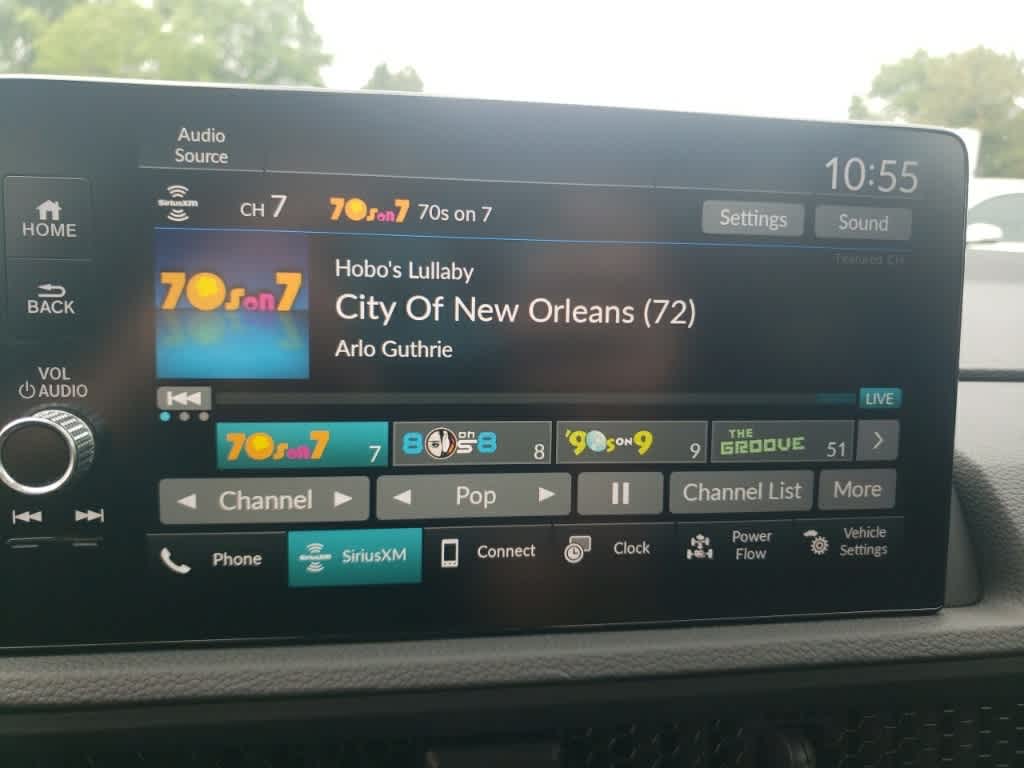 Audio
Source
10:55
HOME
BACK
VOL
AUDIO
SiriusXM
CH 7
70s on 7
70s on 7
Settings
Sound
Featured CH
70s on 7
Hobo's Lullaby
City Of New Orleans (72)
Arlo Guthrie
LIVE
70s on 7
7
80s on 8
8
'90s ON 9
9
THE GROOVE
51
Channel
Pop
Channel List
More
Phone
SiriusXM
SiriusXM
Connect
Clock
Power
Flow
Vehicle
Settings